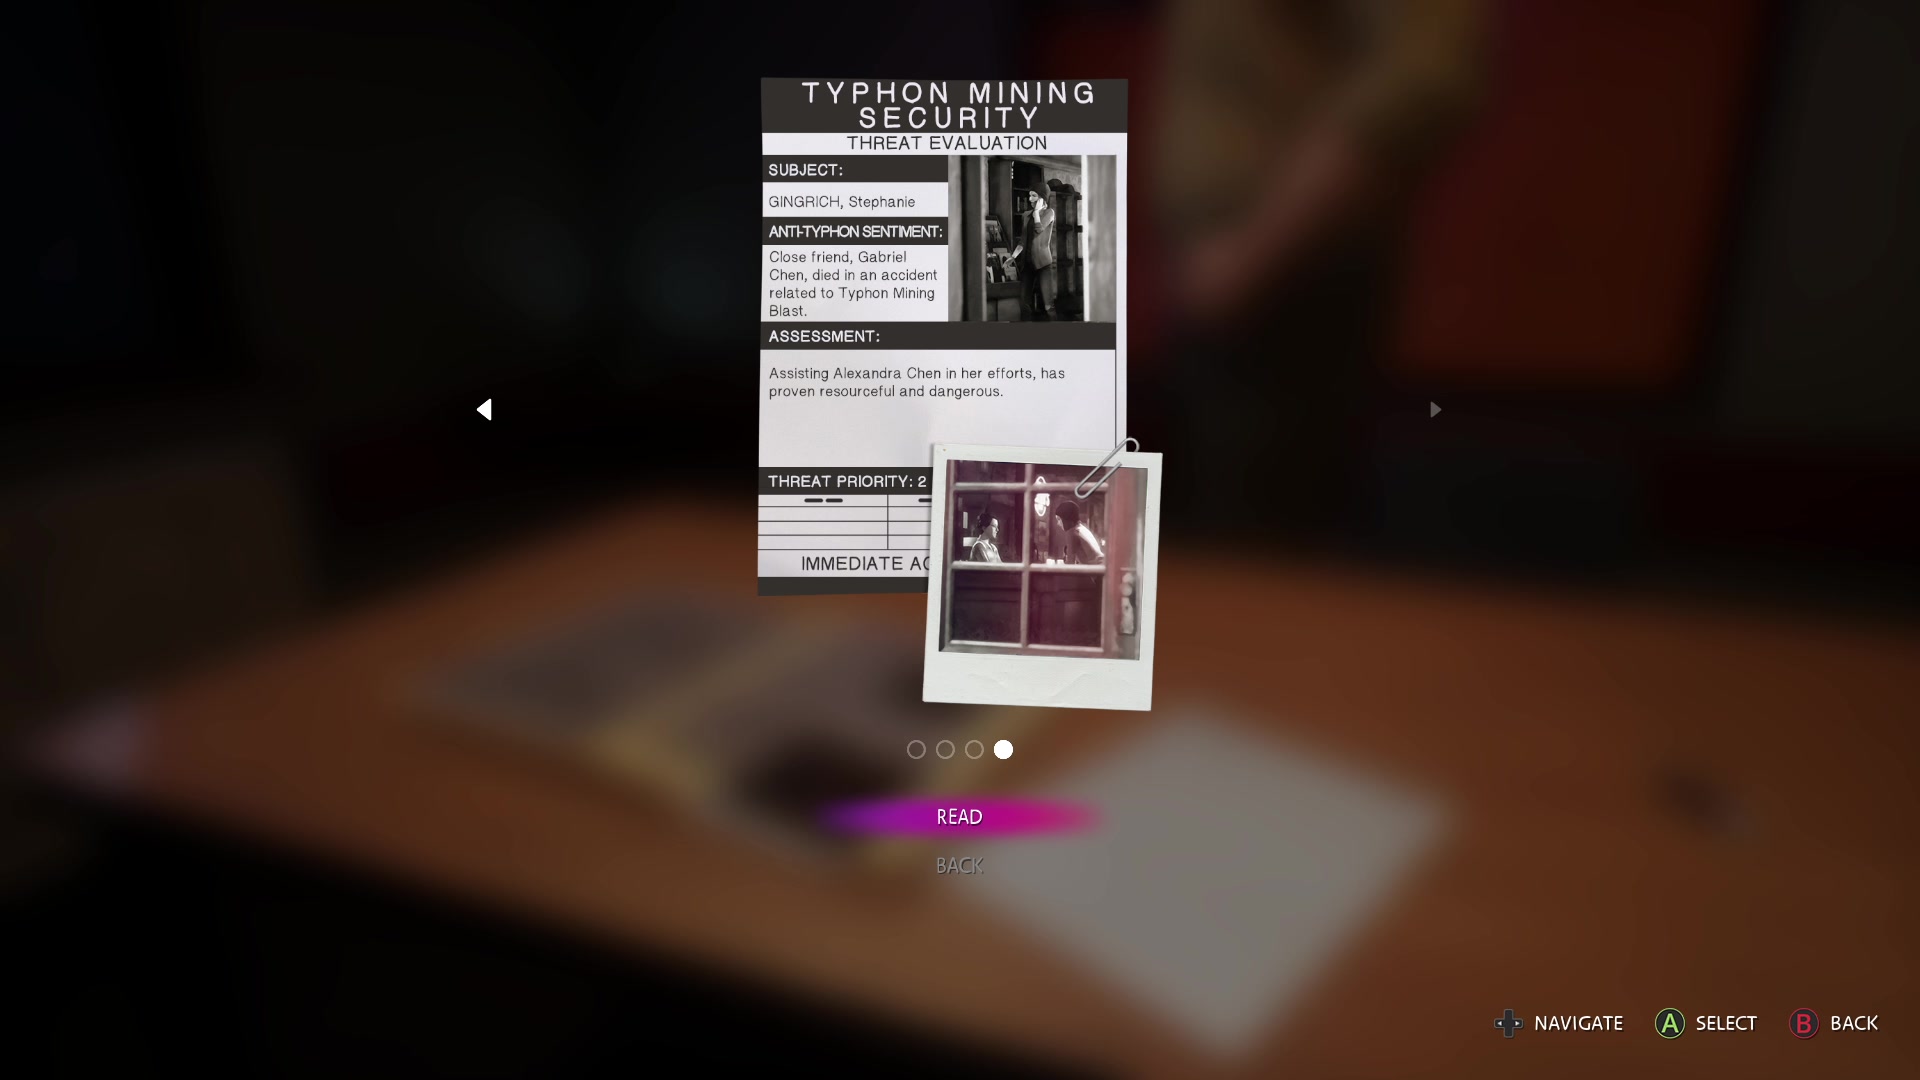 TYPHON MINING
SECURITY
THREAT EVALUATION
SUBJECT:
GINGRICH, Stephanie
ANTI-TYPHON SENTIMENT:
Close friend, Gabriel
Chen, died in an accident
related to Typhon Mining
Blast.
ASSESSMENT:
Assisting Alexandra Chen in her efforts, has
proven resourceful and dangerous.
THREAT PRIORITY: 2
IMMEDIATE
READ
BACK
NAVIGATE
A SELECT
B BACK